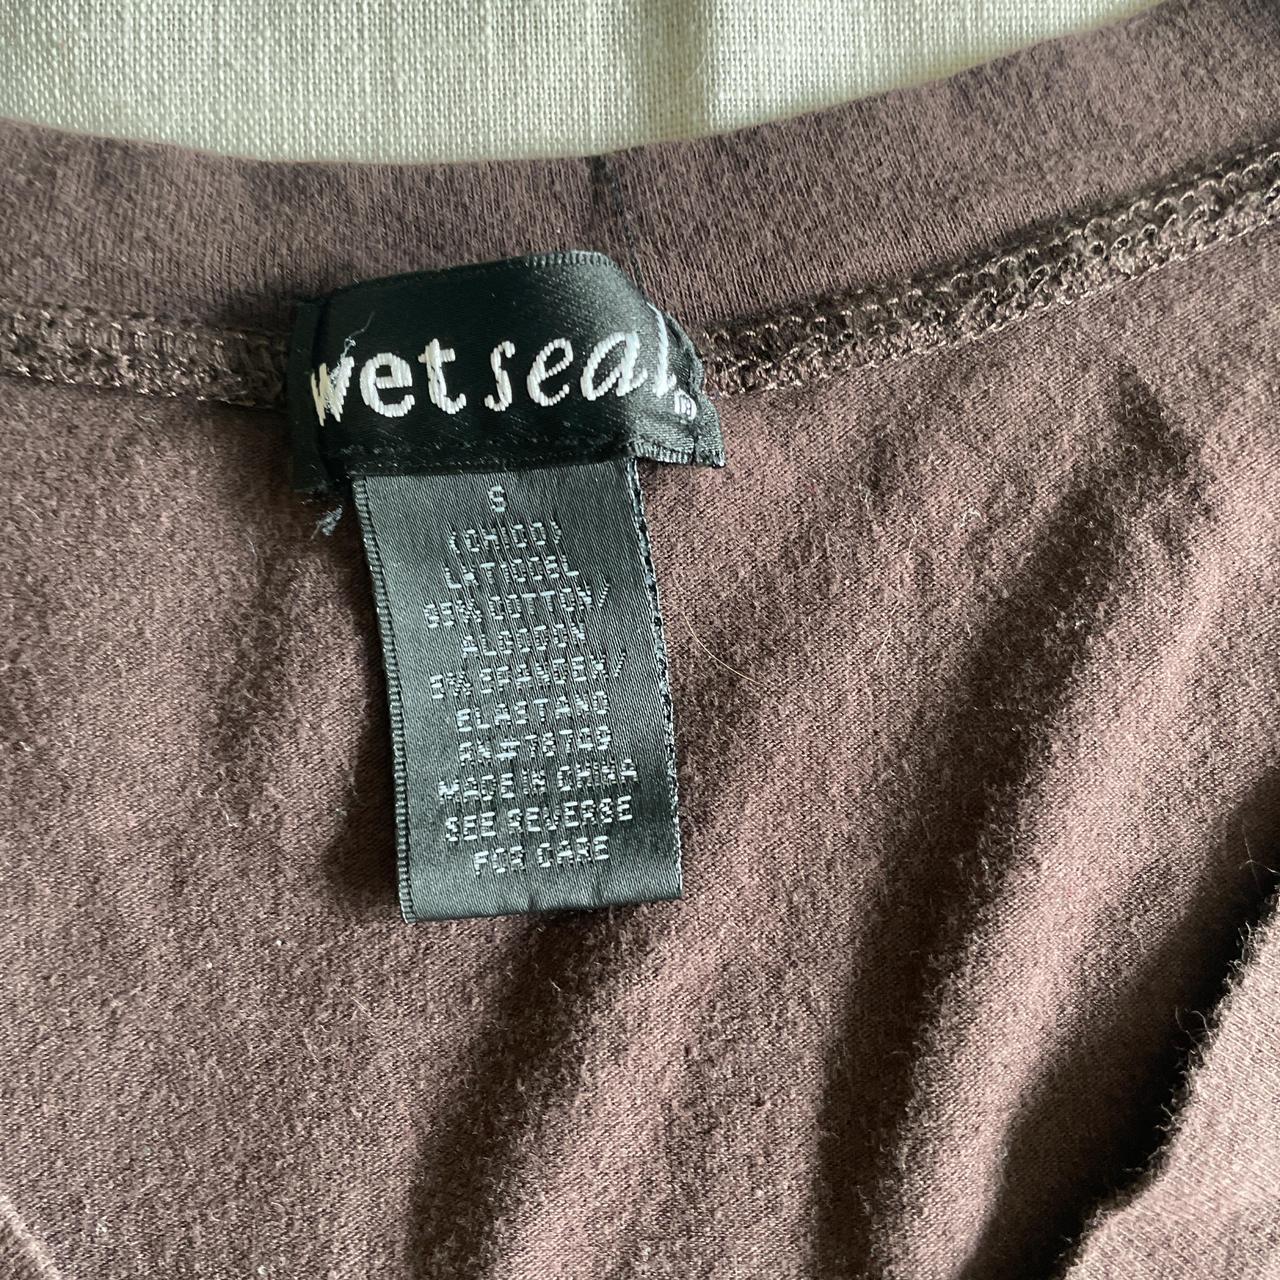 wet seal®
S
(CHICO)
95% COTTON/
ALGODON
5% SPANDEX/
ELASTANO
MADE IN CHINA
SEE REVERSE
FOR CARE